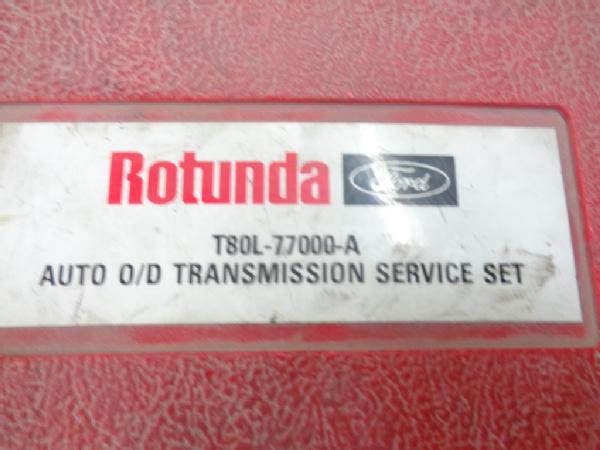 Rotunda Ford
T80L-77000-A
AUTO O/D TRANSMISSION SERVICE SET